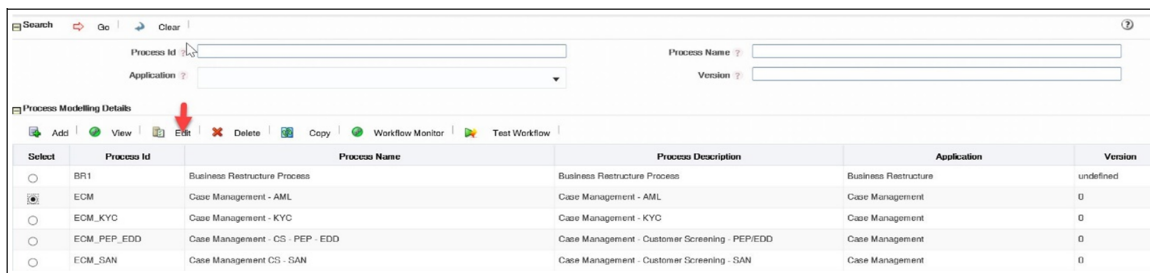 Search Go Clear ?
Process Id ? Process Name ?
Application ? Version ?
Process Modelling Details
Add View Edit Delete Copy Workflow Monitor Test Workflow
Select Process Id Process Name Process Description Application Version
BR1 Business Restructure Process Business Restructure Process Business Restructure undefined
ECM Case Management - AML Case Management - AML Case Management 0
ECM_KYC Case Management - KYC Case Management - KYC Case Management 0
ECM_PEP_EDD Case Management - CS - PEP - EDD Case Management - Customer Screening - PEP/EDD Case Management 0
ECM_SAN Case Management CS - SAN Case Management - Customer Screening - SAN Case Management 0